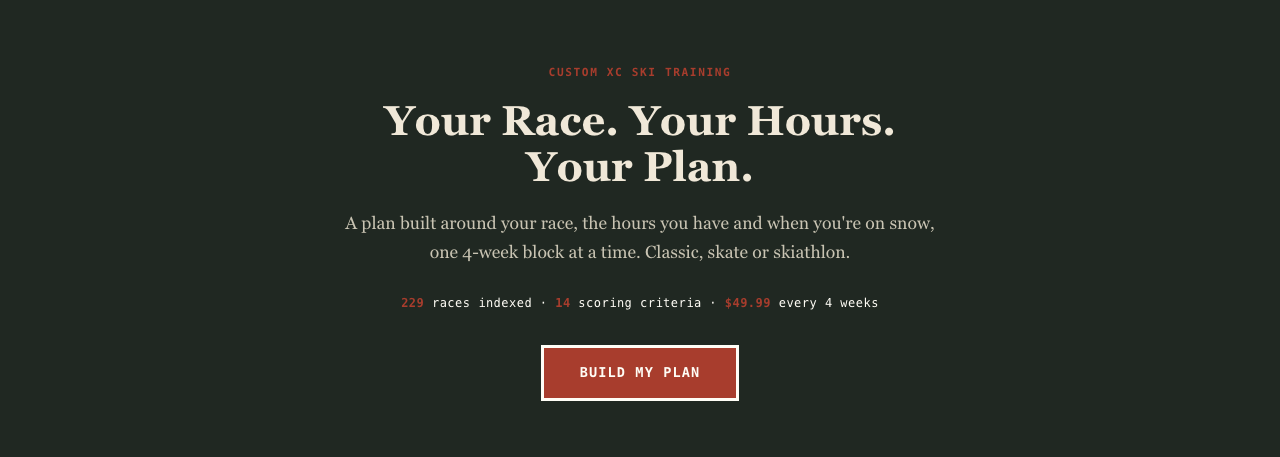 CUSTOM XC SKI TRAINING
Your Race. Your Hours.
Your Plan.
A plan built around your race, the hours you have and when you're on snow,
one 4-week block at a time. Classic, skate or skiathlon.
229 races indexed · 14 scoring criteria · $49.99 every 4 weeks
BUILD MY PLAN